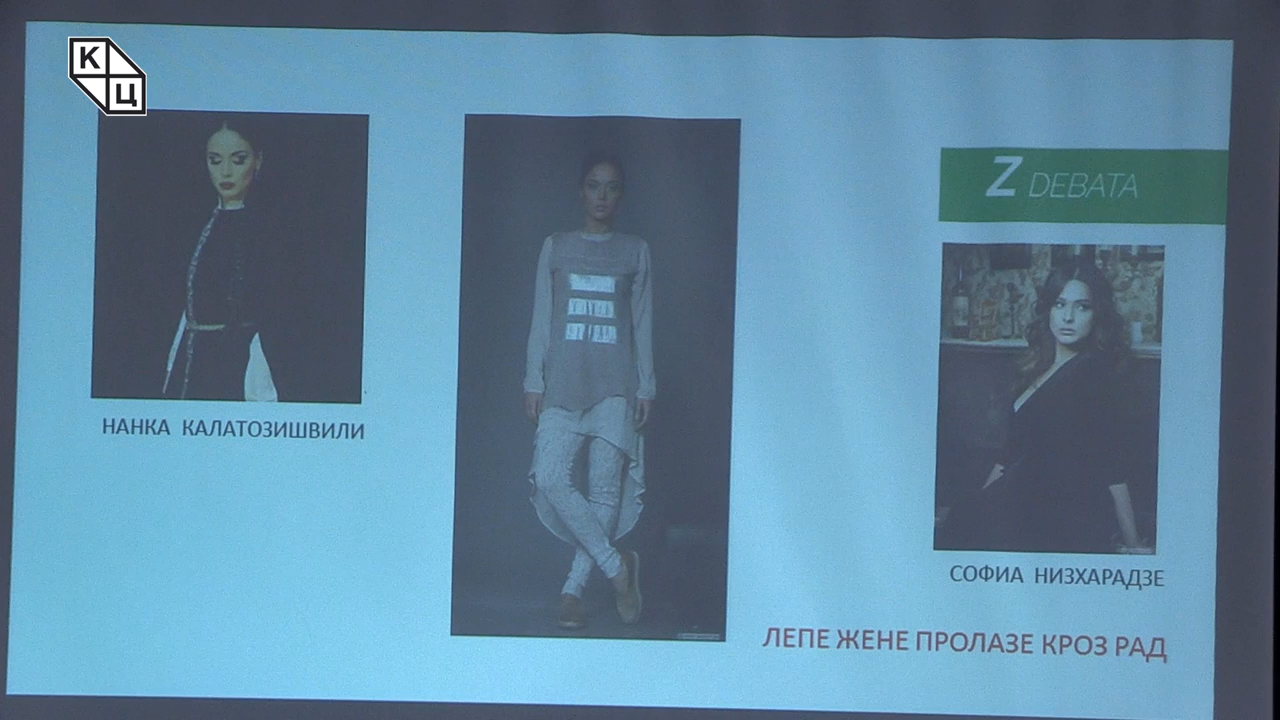 К
Ц
Z DEBATA
НАНКА КАЛАТОЗИШВИЛИ
СОФИА НИЗХАРАДЗЕ
ЛЕПЕ ЖЕНЕ ПРОЛАЗЕ КРОЗ РАД